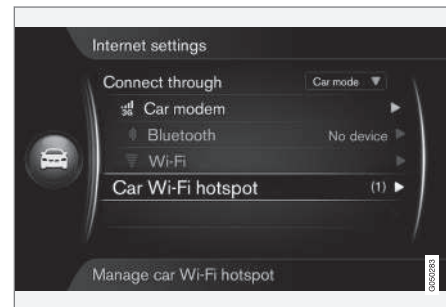 Internet settings
Connect through Car mode ▼
3G Car modem
Bluetooth No device
Wi-Fi
Car Wi-Fi hotspot (1)
Manage car Wi-Fi hotspot
G050283